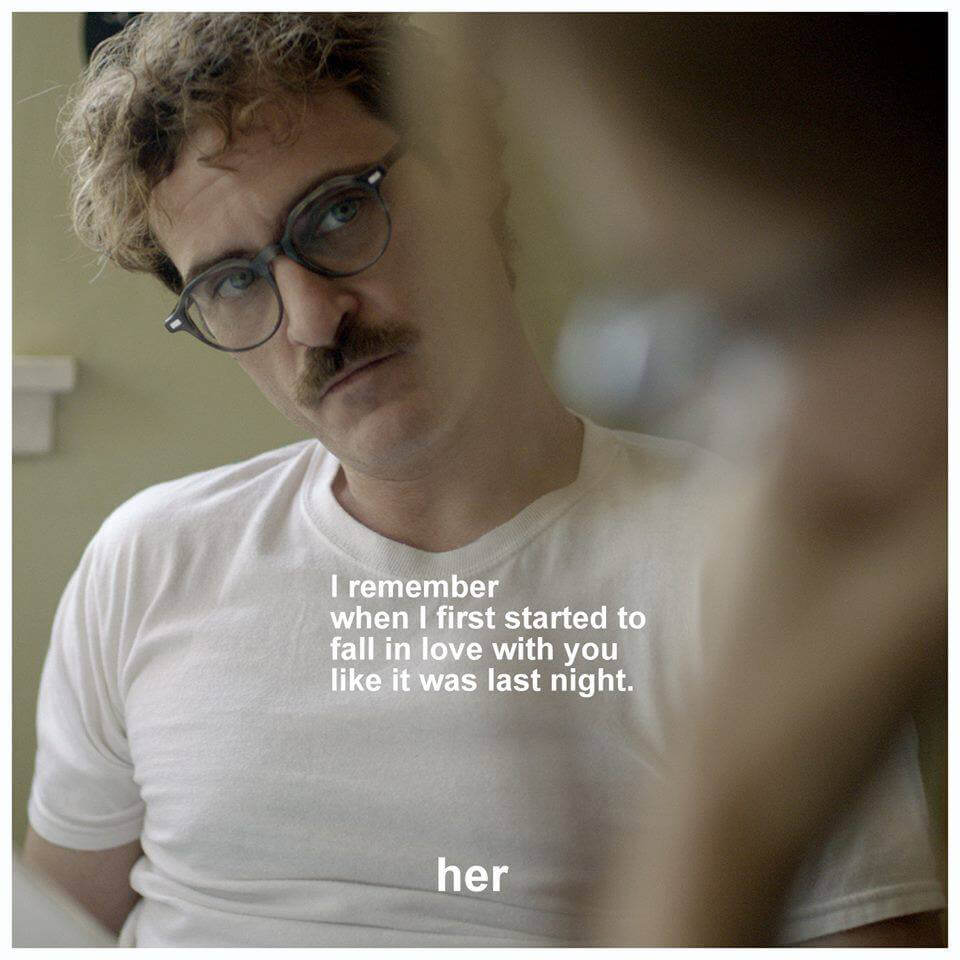 I remember
when I first started to
fall in love with you
like it was last night.
her